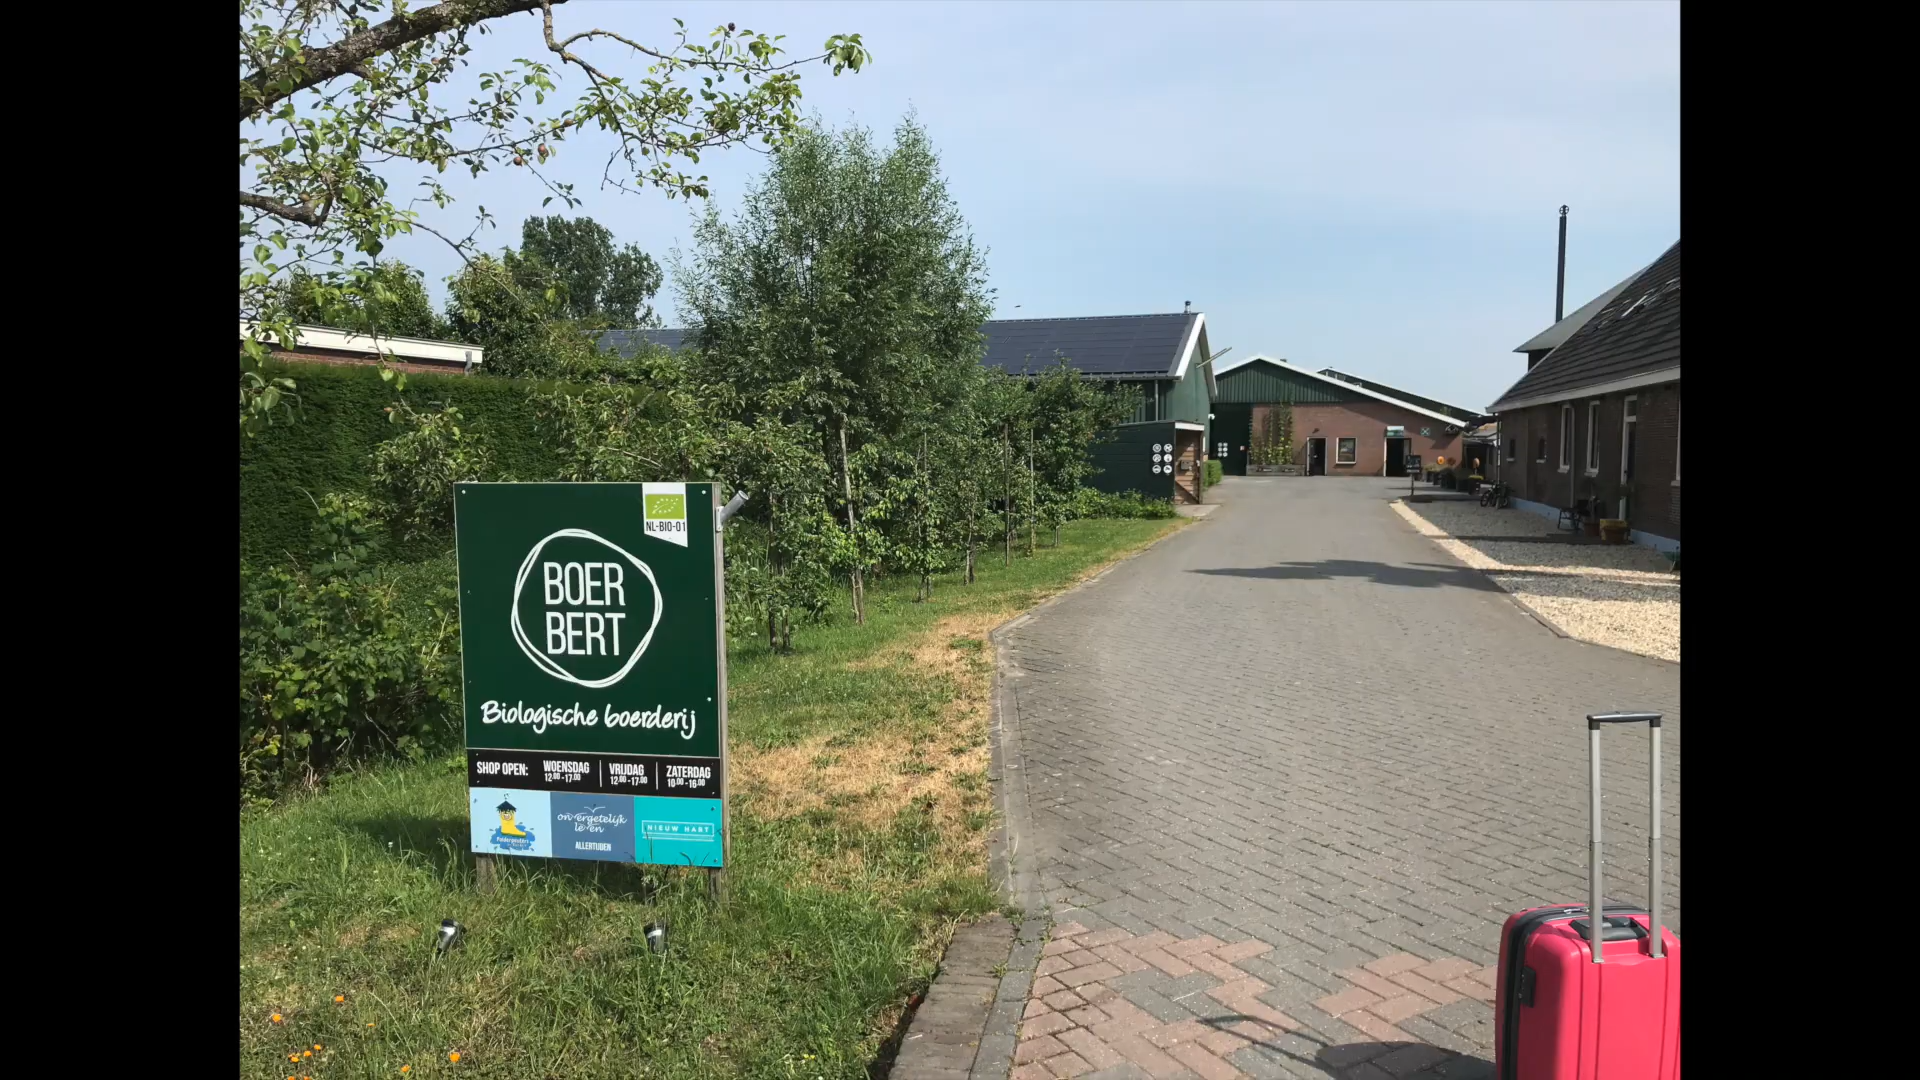 NL-BIO-01
BOER
BERT
Biologische boerderij
SHOP OPEN: WOENSDAG 12.00-17.00 VRIJDAG 12.00-17.00 ZATERDAG 10.00-16.00
onvergetelijk
leven
NIEUW HART
ALLERTIJDEN